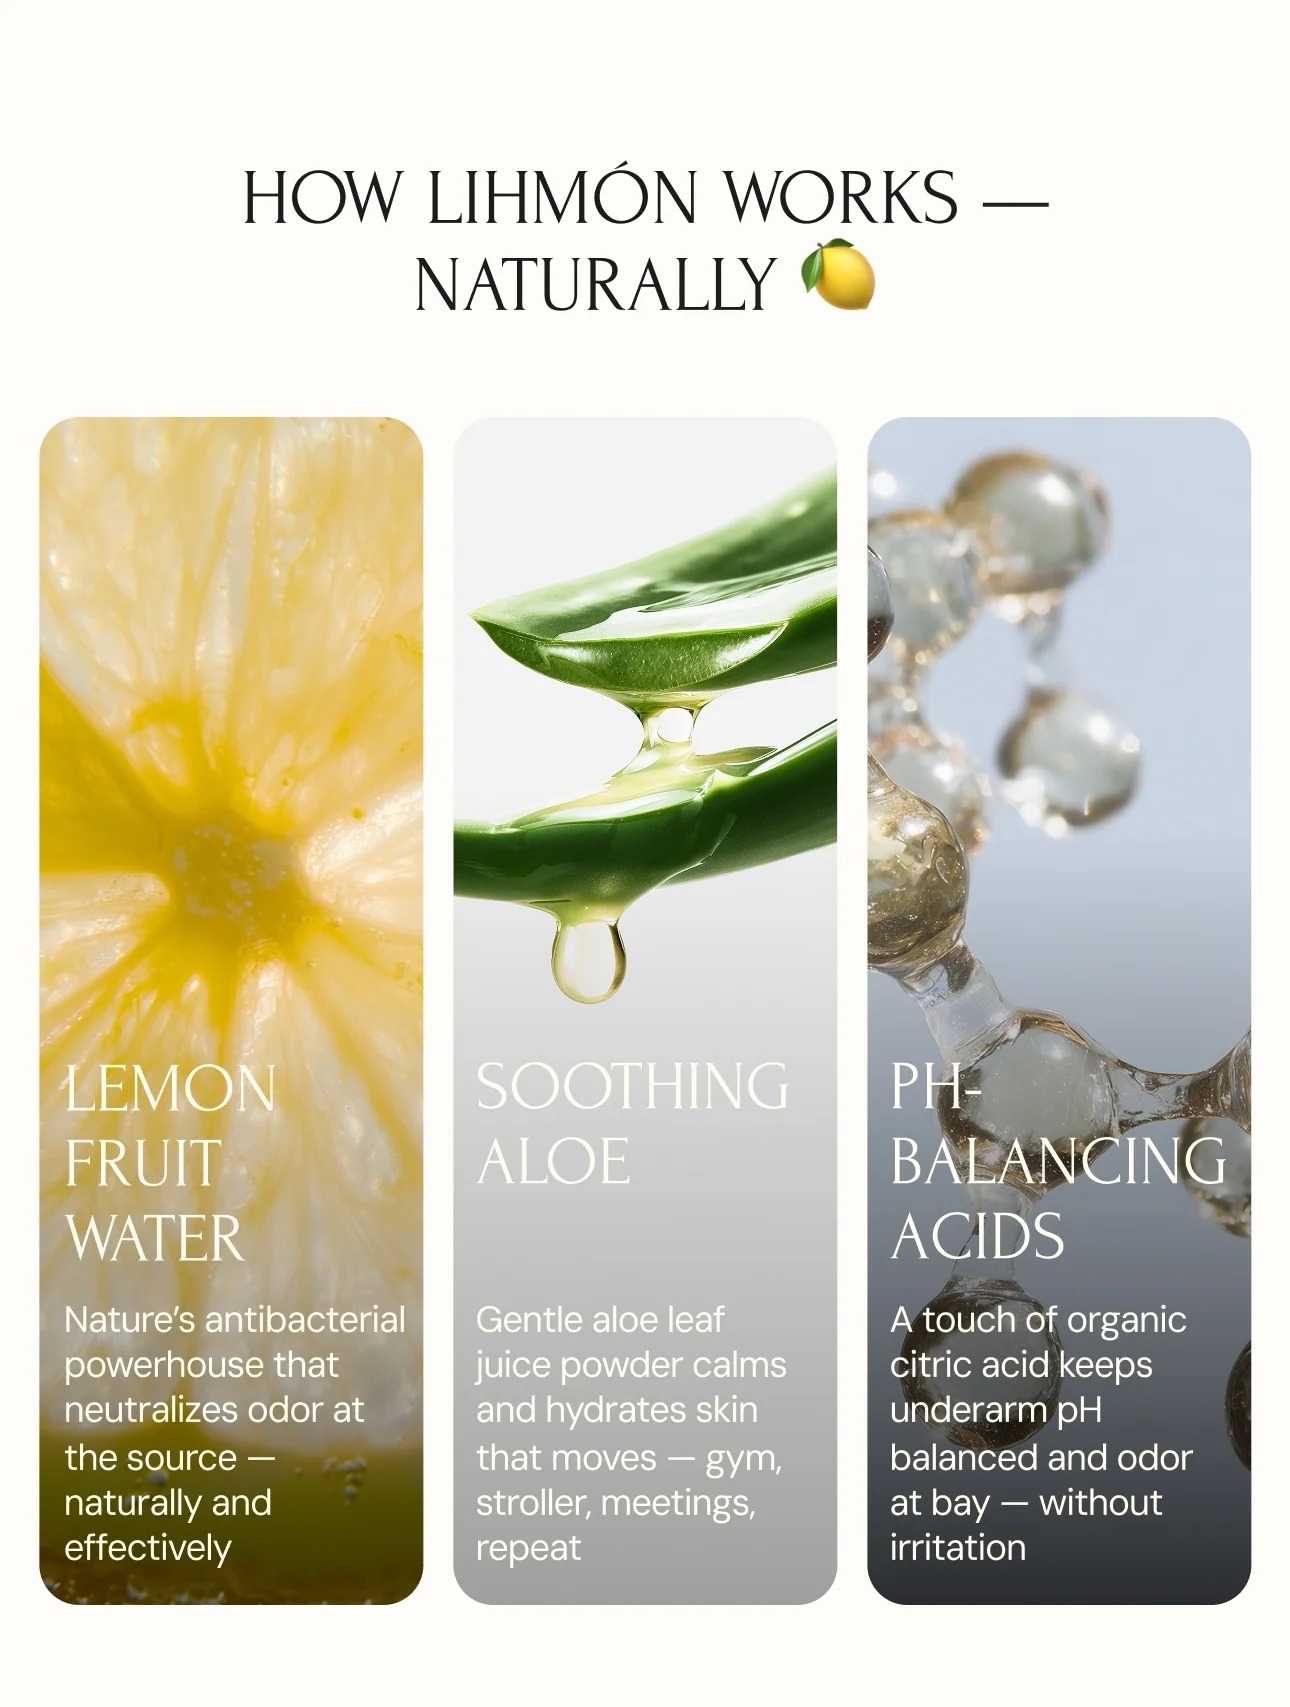 HOW LIHMÓN WORKS —
NATURALLY 🍋
LEMON
FRUIT
WATER
Nature’s antibacterial
powerhouse that
neutralizes odor at
the source —
naturally and
effectively
SOOTHING
ALOE
Gentle aloe leaf
juice powder calms
and hydrates skin
that moves — gym,
stroller, meetings,
repeat
PH-
BALANCING
ACIDS
A touch of organic
citric acid keeps
underarm pH
balanced and odor
at bay — without
irritation